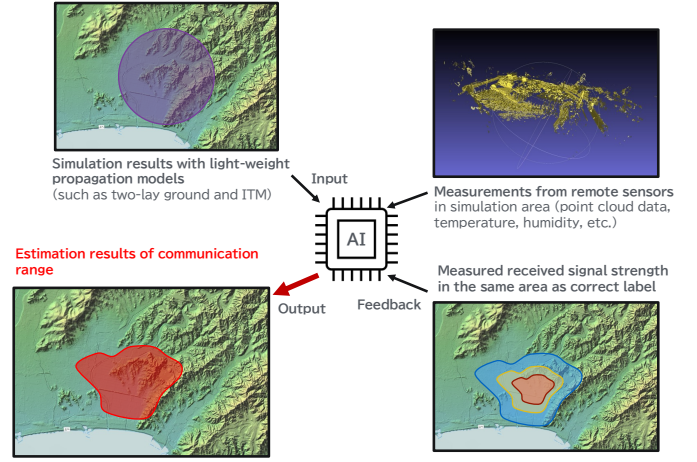 Simulation results with light-weight
propagation models
(such as two-lay ground and ITM)
Input
Measurements from remote sensors
in simulation area (point cloud data,
temperature, humidity, etc.)
AI
Estimation results of communication
range
Output
Feedback
Measured received signal strength
in the same area as correct label